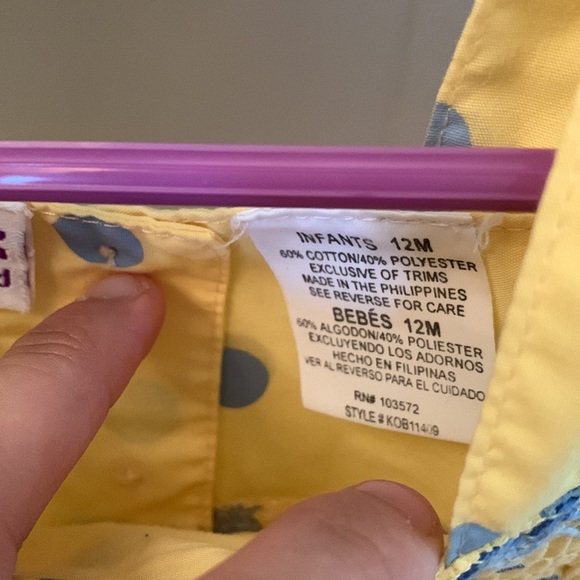 INFANTS 12M
60% COTTON/40% POLYESTER
EXCLUSIVE OF TRIMS
MADE IN THE PHILIPPINES
SEE REVERSE FOR CARE
BEBÉS 12M
60% ALGODON/40% POLIESTER
EXCLUYENDO LOS ADORNOS
HECHO EN FILIPINAS
VER AL REVERSO PARA EL CUIDADO
RN# 103572
STYLE # KOB11409